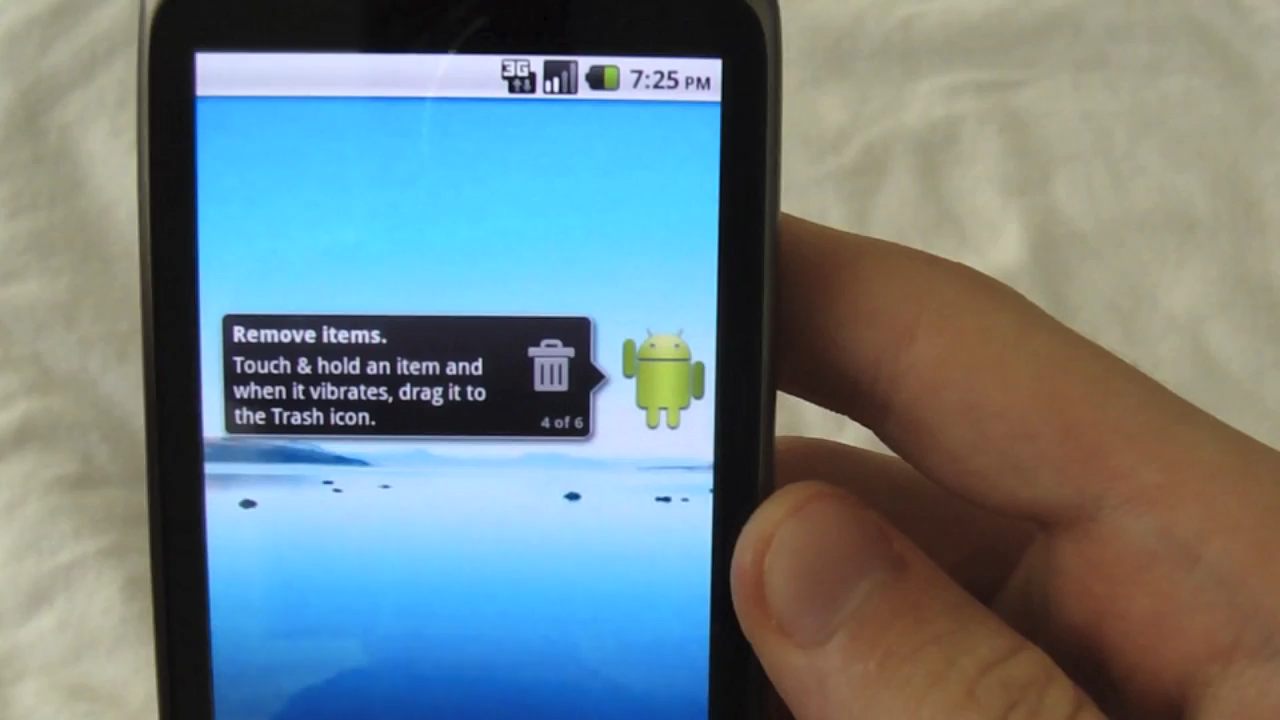 3G 7:25 PM
Remove items.
Touch & hold an item and
when it vibrates, drag it to
the Trash icon.
4 of 6